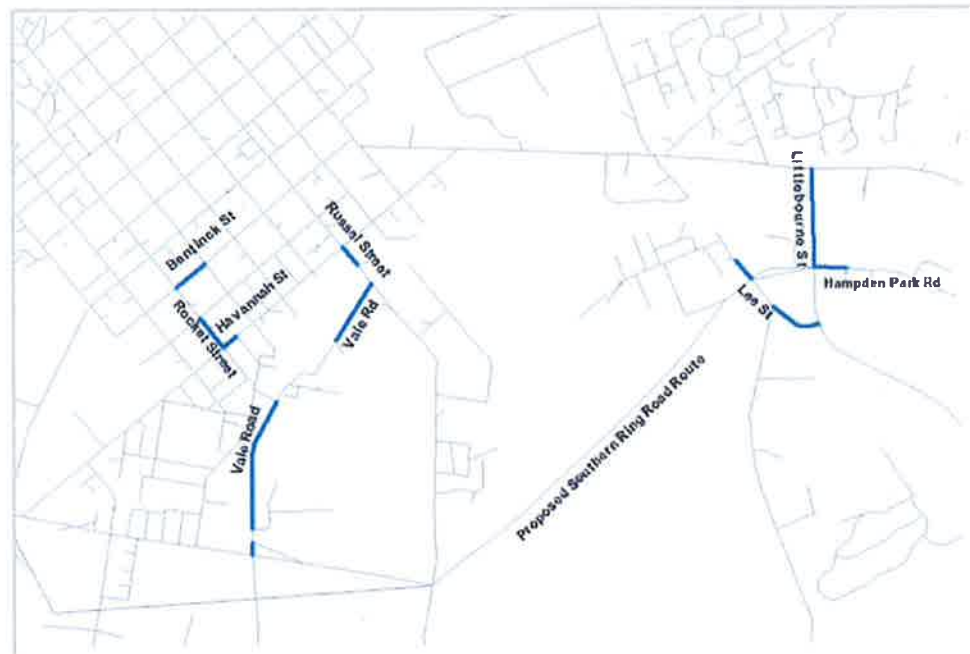 Littlebourne St
Russel Street
Bentinck St
Havannah St
Hampden Park Rd
Lee St
Rocket Street
Vale Rd
Vale Road
Proposed Southern Ring Road Route